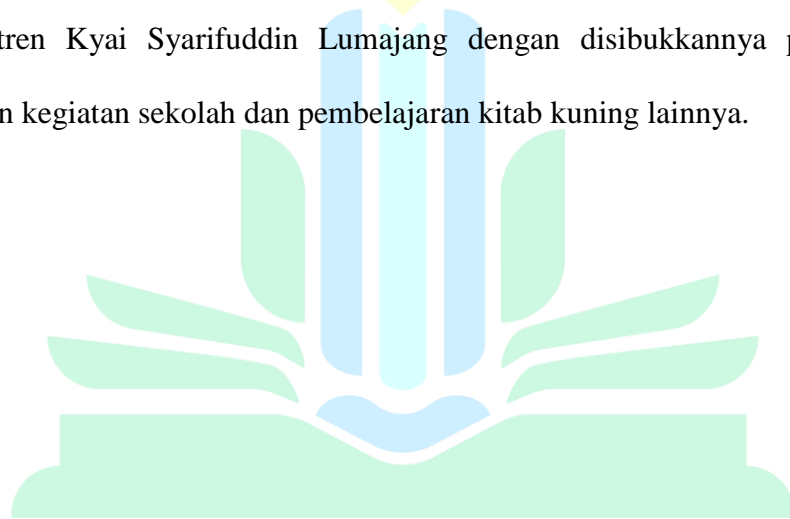 tren Kyai Syarifuddin Lumajang dengan disibukkannya p
n kegiatan sekolah dan pembelajaran kitab kuning lainnya.